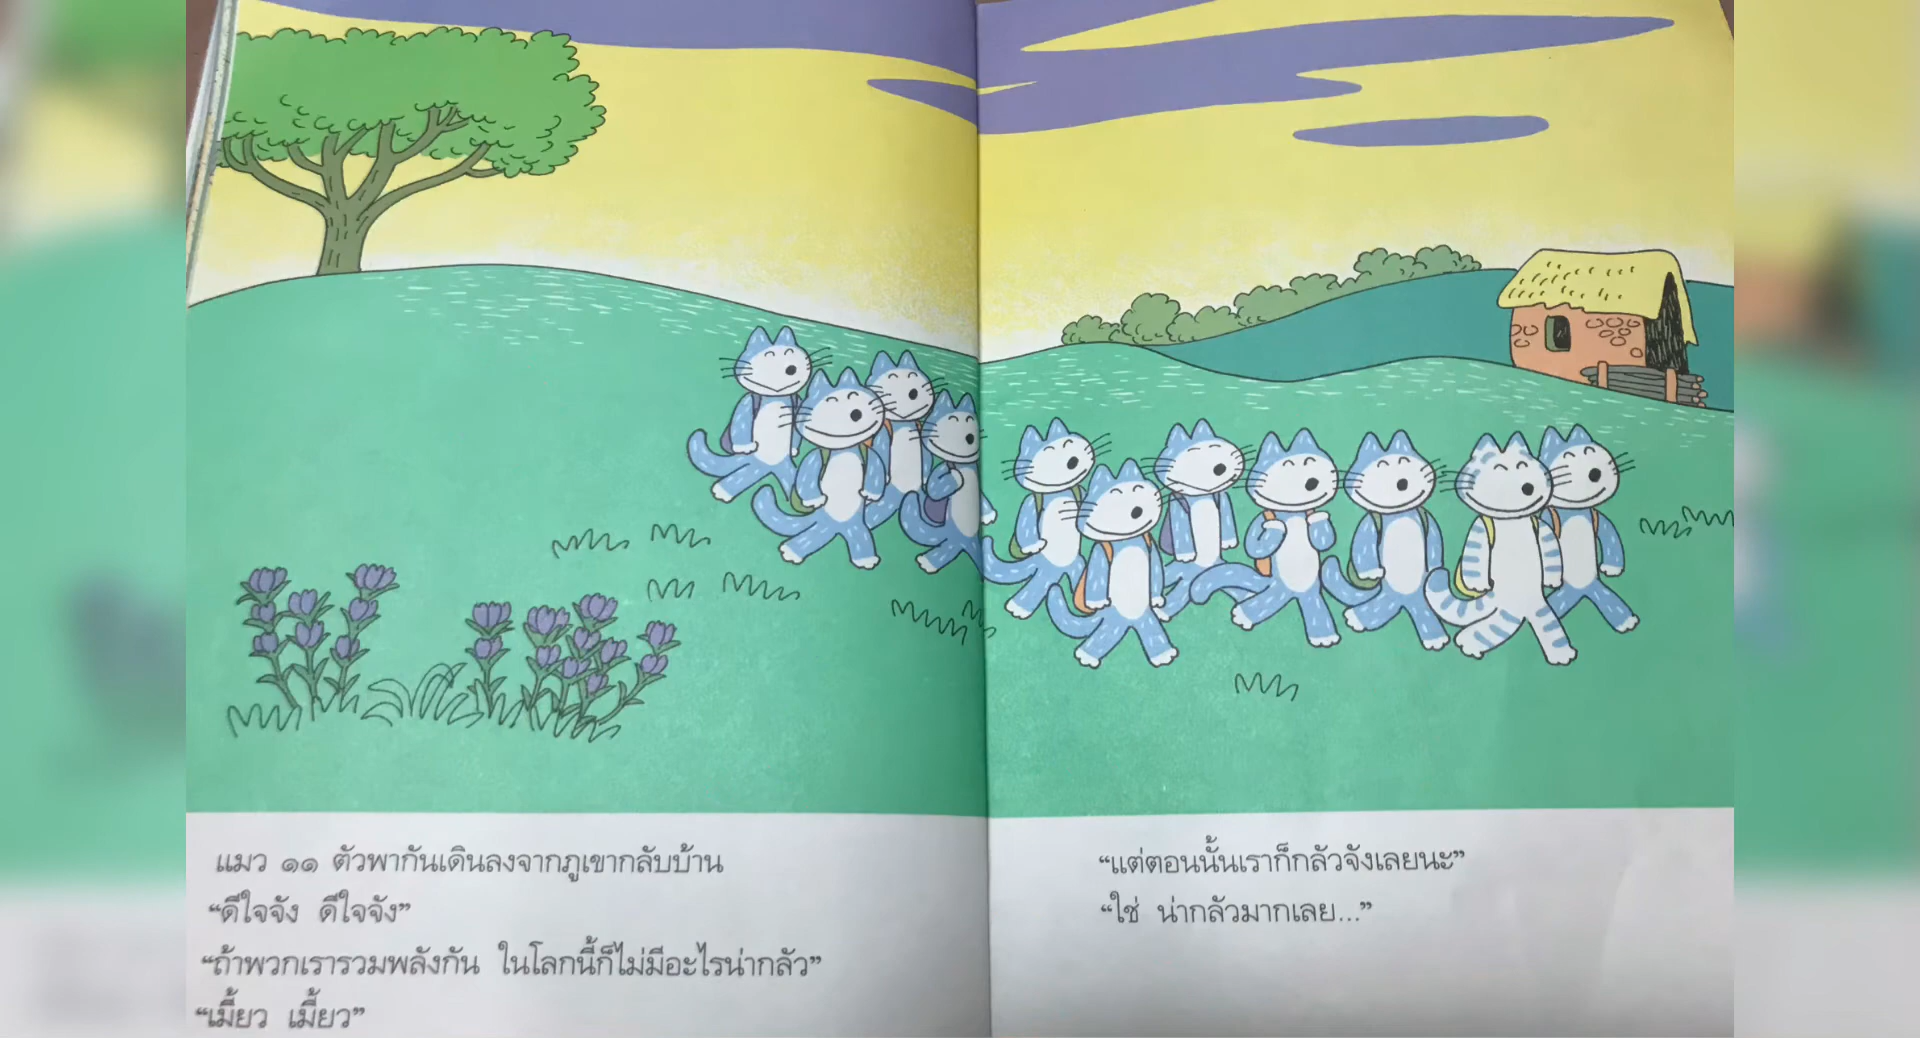 แมว ๑๑ ตัวพากันเดินลงจากภูเขากลับบ้าน
“ดีใจจัง ดีใจจัง”
“ถ้าพวกเรารวมพลังกัน ในโลกนี้ก็ไม่มีอะไรน่ากลัว”
“เมี้ยว เมี้ยว”
“แต่ตอนนั้นเราก็กลัวจังเลยนะ”
“ใช่ น่ากลัวมากเลย...”